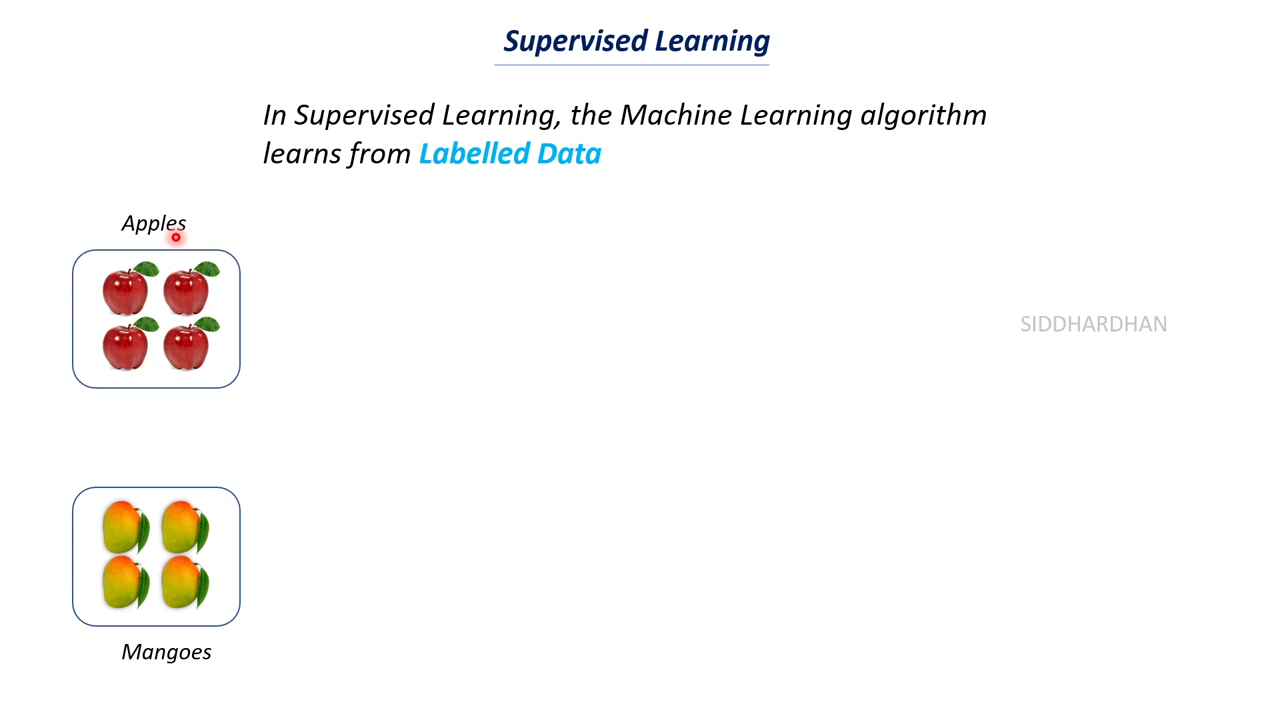 Supervised Learning
In Supervised Learning, the Machine Learning algorithm
learns from Labelled Data
Apples
SIDDHARDHAN
Mangoes